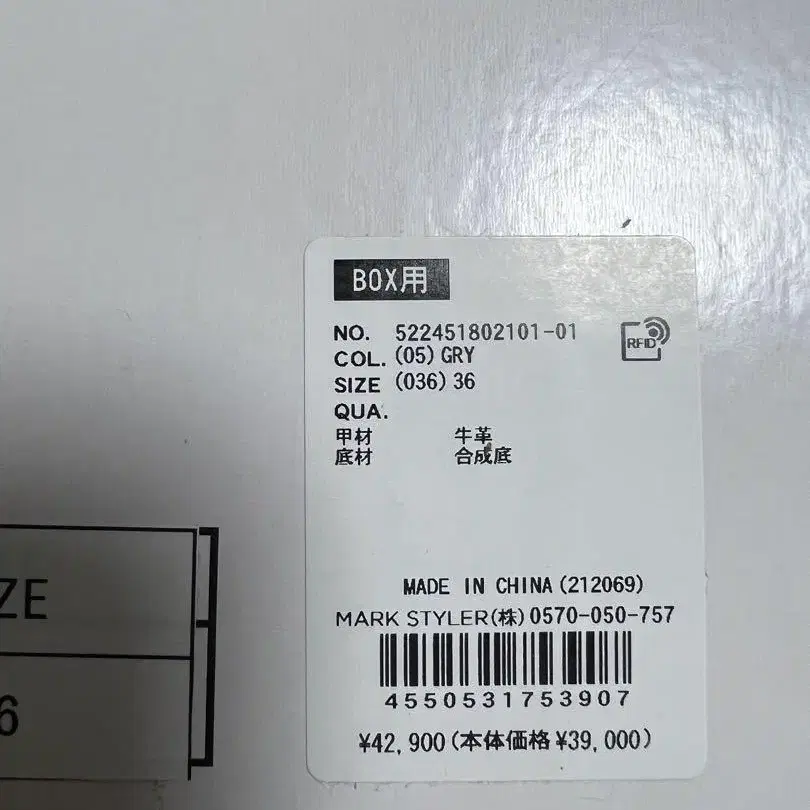 BOX用
NO. 522451802101-01
RFID
COL. (05) GRY
SIZE (036) 36
QUA.
甲材 牛革
底材 合成底
MADE IN CHINA (212069)
MARK STYLER(株) 0570-050-757
4550531753907
¥42,900(本体価格¥39,000)
ZE
6